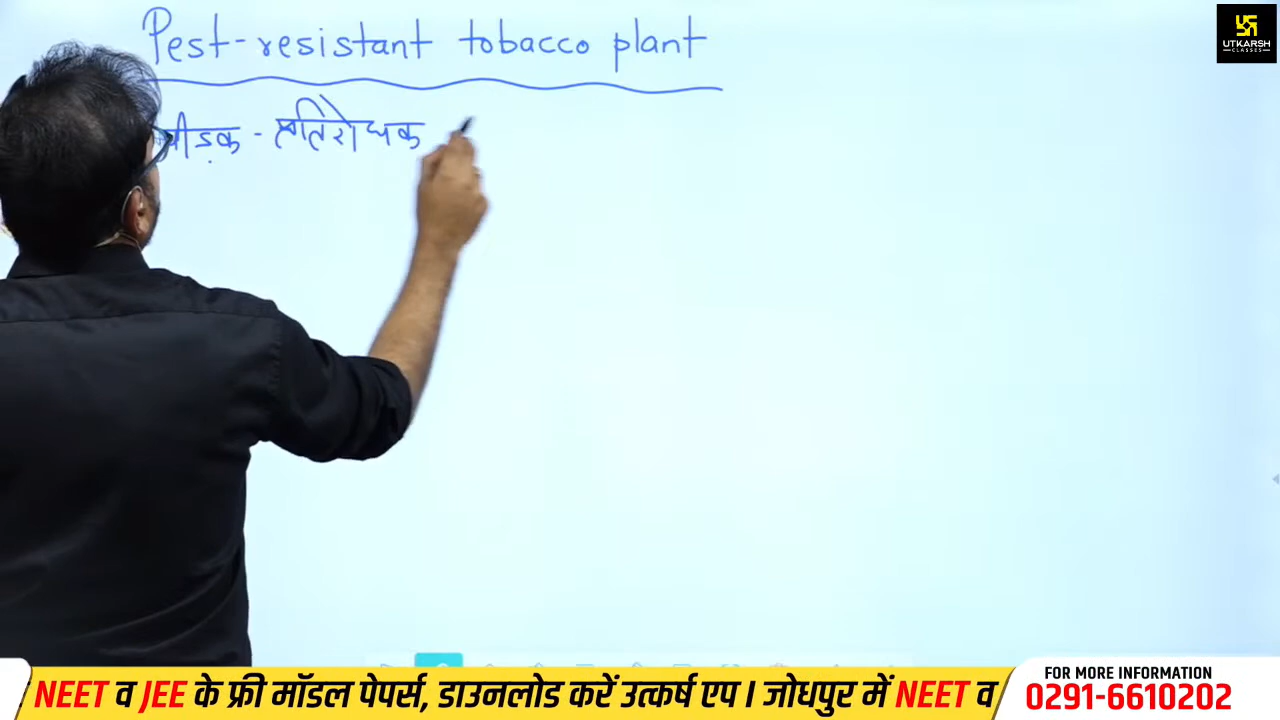 Pest-resistant tobacco plant
पीड़क - प्रतिरोधक
UTKARSH
CLASSES
NEET व JEE के फ्री मॉडल पेपर्स, डाउनलोड करें उत्कर्ष एप । जोधपुर में NEET व
FOR MORE INFORMATION
0291-6610202